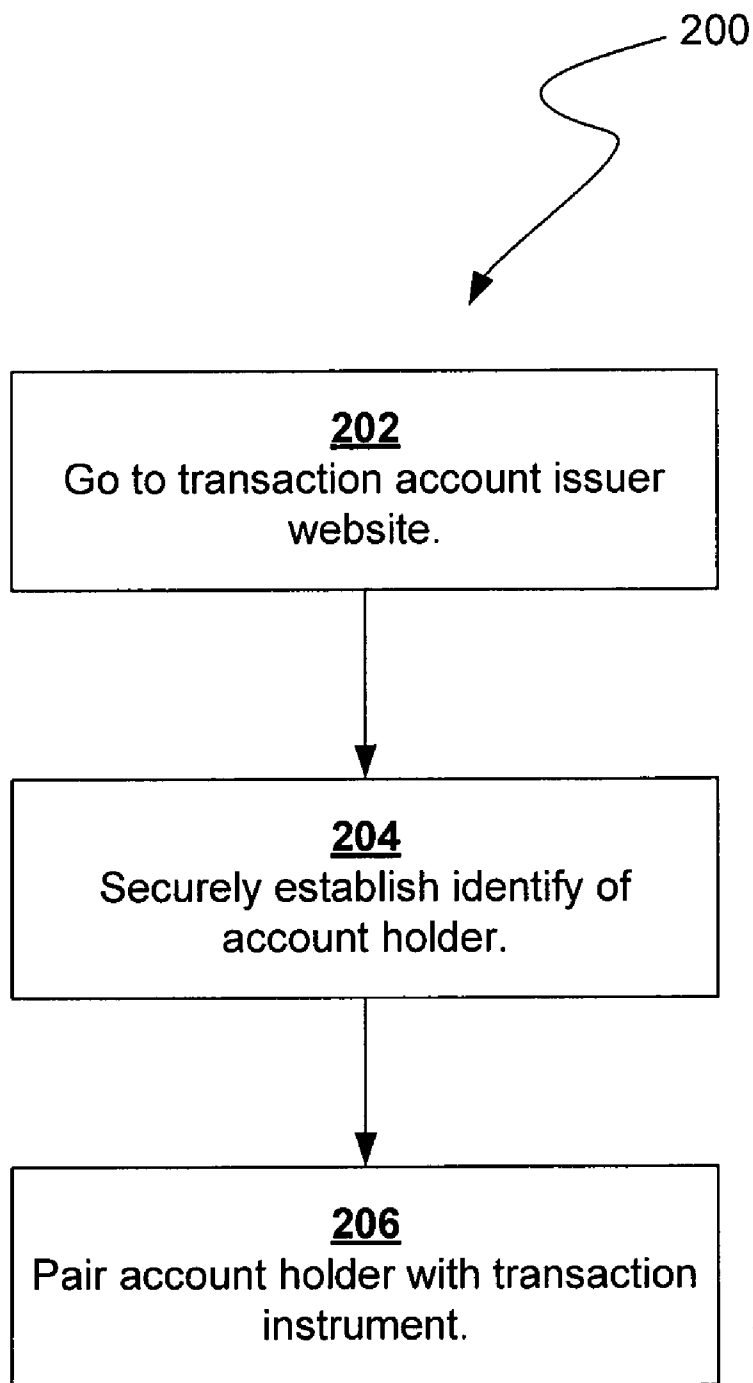 200
202
Go to transaction account issuer
website.
204
Securely establish identify of
account holder.
206
Pair account holder with transaction
instrument.